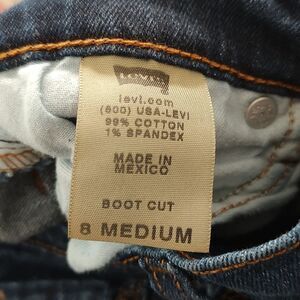 LEVI'S
levi.com
(800) USA-LEVI
99% COTTON
1% SPANDEX
MADE IN
MEXICO
BOOT CUT
8 MEDIUM